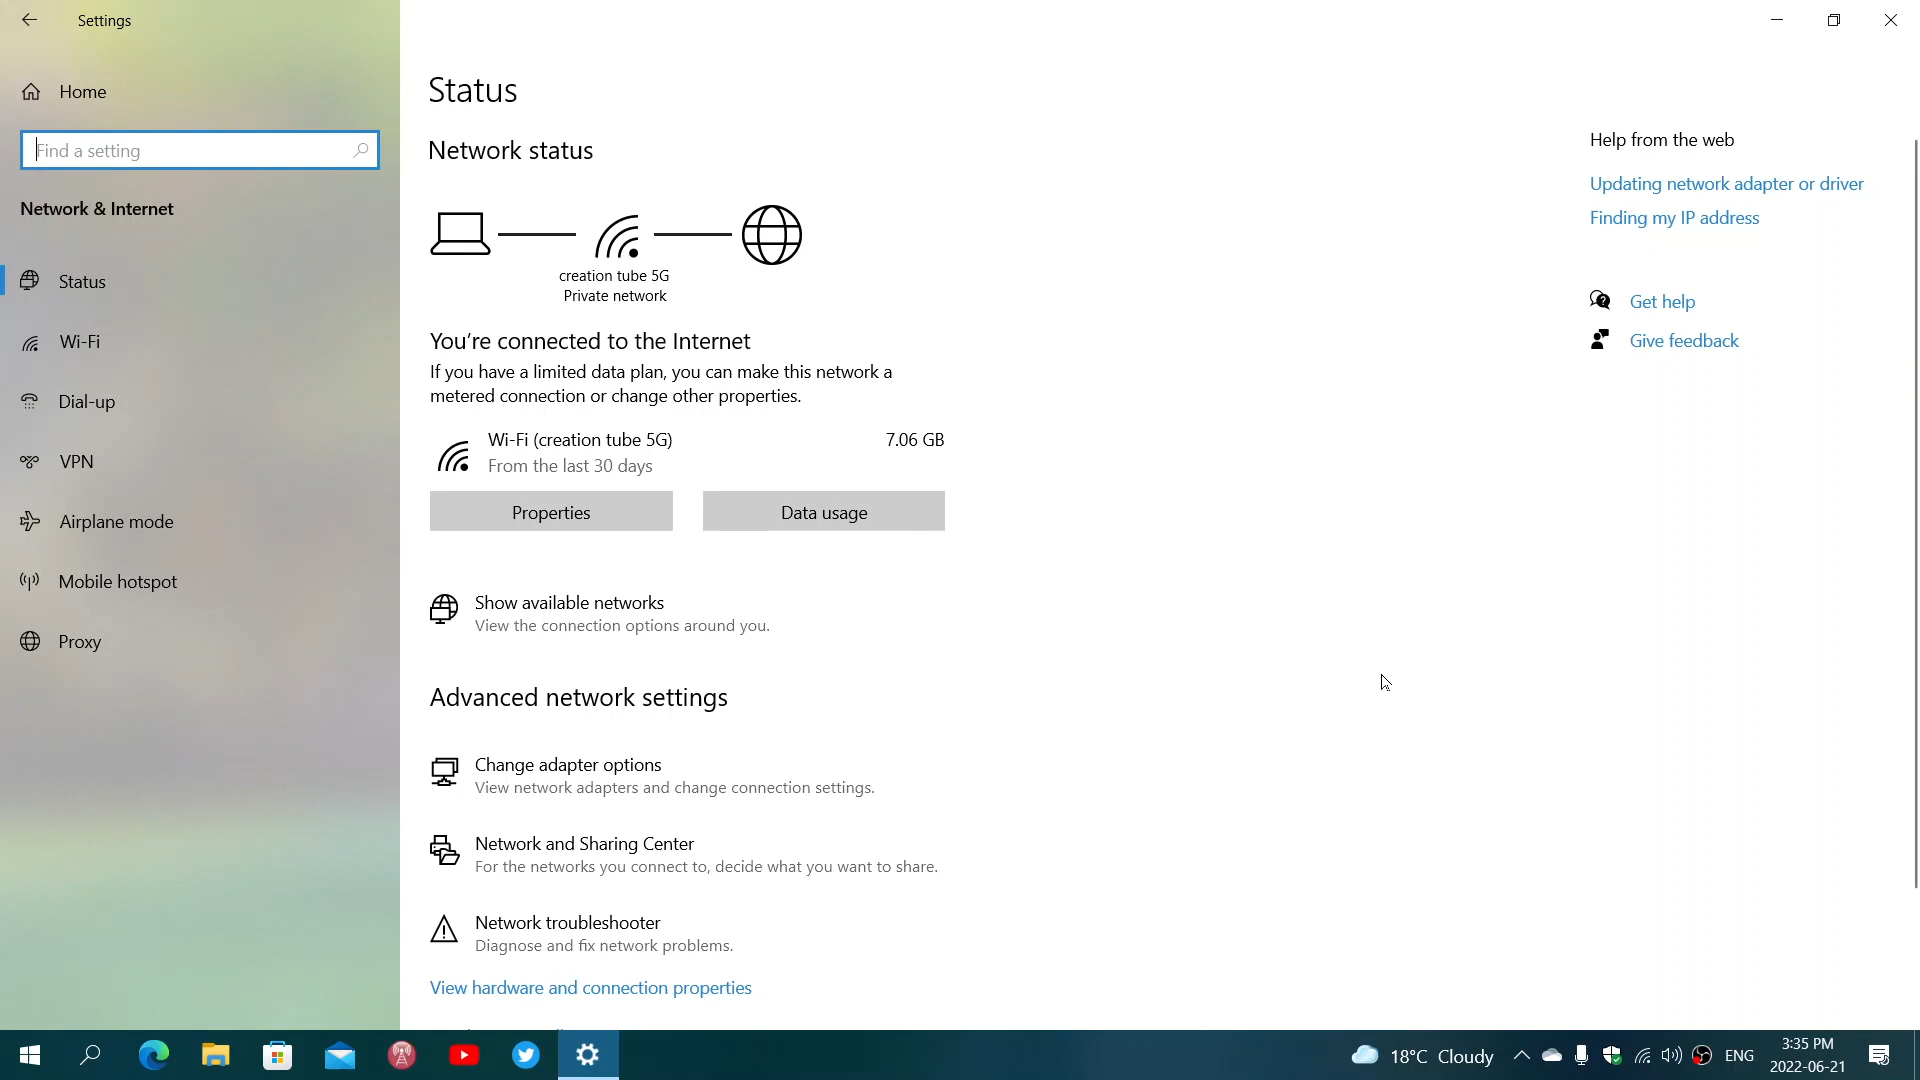 Settings
Home
Find a setting
Network & Internet
Status
Wi-Fi
Dial-up
VPN
Airplane mode
Mobile hotspot
Proxy
Status
Network status
creation tube 5G
Private network
You're connected to the Internet
If you have a limited data plan, you can make this network a
metered connection or change other properties.
Wi-Fi (creation tube 5G) 7.06 GB
From the last 30 days
Properties Data usage
Show available networks
View the connection options around you.
Advanced network settings
Change adapter options
View network adapters and change connection settings.
Network and Sharing Center
For the networks you connect to, decide what you want to share.
Network troubleshooter
Diagnose and fix network problems.
View hardware and connection properties
Help from the web
Updating network adapter or driver
Finding my IP address
Get help
Give feedback
18°C Cloudy
ENG
3:35 PM
2022-06-21